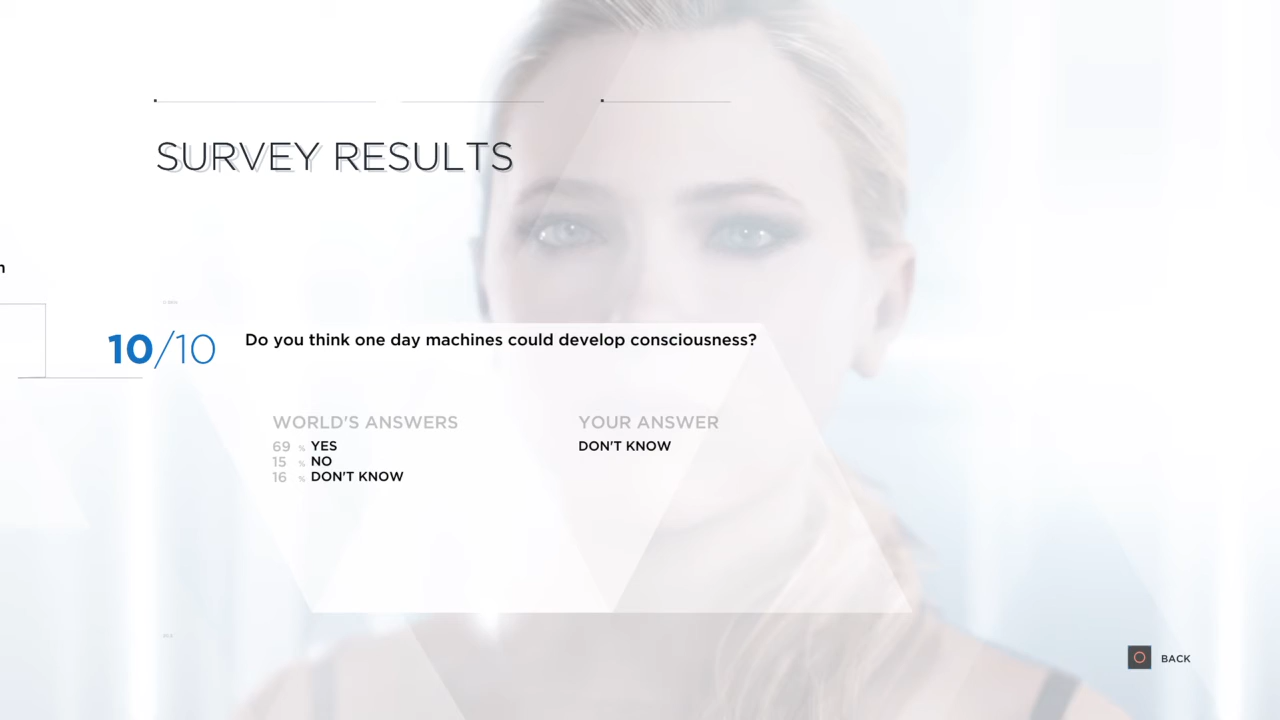 SURVEY RESULTS
n
10/10
Do you think one day machines could develop consciousness?
WORLD'S ANSWERS
69 % YES
15 % NO
16 % DON'T KNOW
YOUR ANSWER
DON'T KNOW
BACK